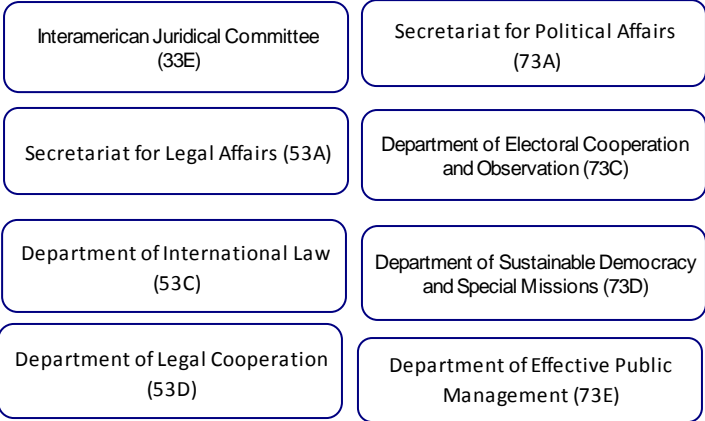 Interamerican Juridical Committee
(33E)
Secretariat for Political Affairs
(73A)
Secretariat for Legal Affairs (53A)
Department of Electoral Cooperation
and Observation (73C)
Department of International Law
(53C)
Department of Sustainable Democracy
and Special Missions (73D)
Department of Legal Cooperation
(53D)
Department of Effective Public
Management (73E)